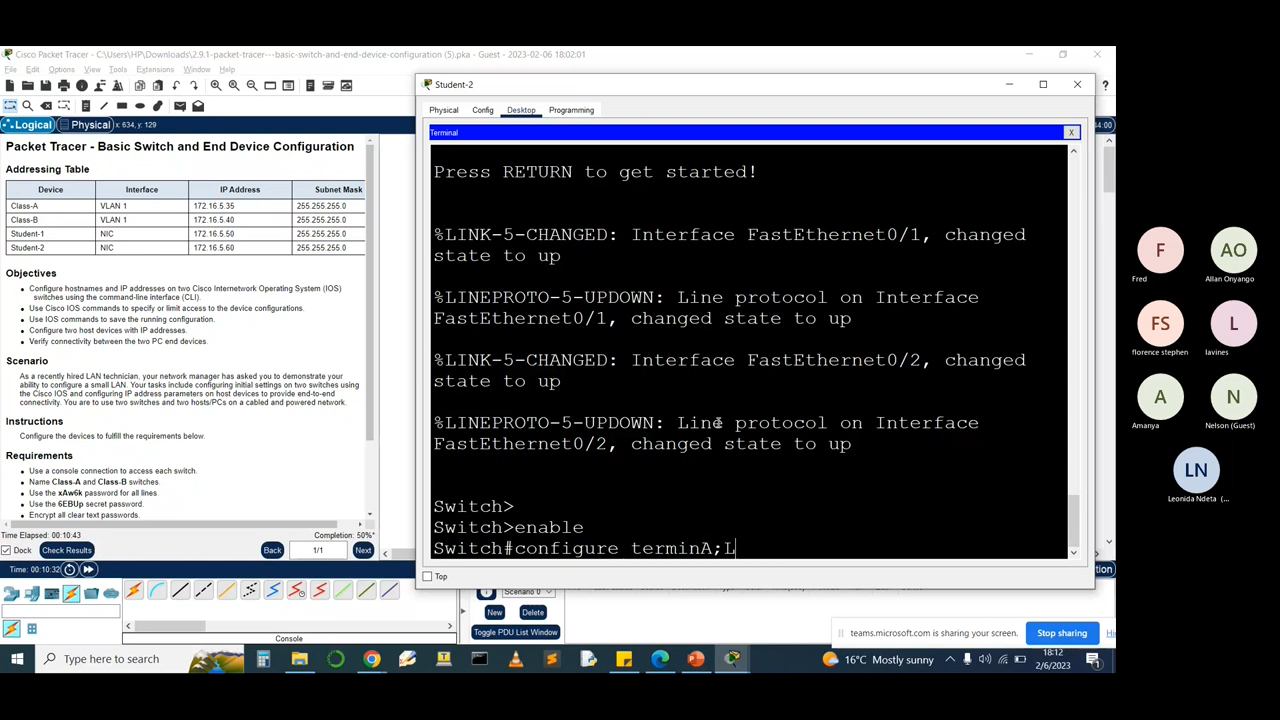 Cisco Packet Tracer - C:\Users\HP\Downloads\2.9.1-packet-tracer---basic-switch-and-end-device-configuration (5).pka - Guest - 2023-02-06 18:02:01
File Edit Options View Tools Extensions Window Help
Logical Physical x: 634, y: 129
Packet Tracer - Basic Switch and End Device Configuration
Addressing Table
Device Interface IP Address Subnet Mask
Class-A VLAN 1 172.16.5.35 255.255.255.0
Class-B VLAN 1 172.16.5.40 255.255.255.0
Student-1 NIC 172.16.5.50 255.255.255.0
Student-2 NIC 172.16.5.60 255.255.255.0
Objectives
Configure hostnames and IP addresses on two Cisco Internetwork Operating System (IOS)
switches using the command-line interface (CLI).
Use Cisco IOS commands to specify or limit access to the device configurations.
Use IOS commands to save the running configuration.
Configure two host devices with IP addresses.
Verify connectivity between the two PC end devices.
Scenario
As a recently hired LAN technician, your network manager has asked you to demonstrate your
ability to configure a small LAN. Your tasks include configuring initial settings on two switches
using the Cisco IOS and configuring IP address parameters on host devices to provide end-to-end
connectivity. You are to use two switches and two hosts/PCs on a cabled and powered network.
Instructions
Configure the devices to fulfill the requirements below.
Requirements
Use a console connection to access each switch.
Name Class-A and Class-B switches.
Use the xAw6k password for all lines.
Use the 6EBUp secret password.
Encrypt all clear text passwords.
Time Elapsed: 00:10:43 Completion: 50%
Dock Check Results Back 1/1 Next
Time: 00:10:32
Console
Student-2
Physical Config Desktop Programming
Terminal X
Press RETURN to get started!
%LINK-5-CHANGED: Interface FastEthernet0/1, changed
state to up
%LINEPROTO-5-UPDOWN: Line protocol on Interface
FastEthernet0/1, changed state to up
%LINK-5-CHANGED: Interface FastEthernet0/2, changed
state to up
%LINEPROTO-5-UPDOWN: Line protocol on Interface
FastEthernet0/2, changed state to up
Switch>
Switch>enable
Switch#configure terminA;L
Top
Scenario 0
New Delete
Toggle PDU List Window
teams.microsoft.com is sharing your screen. Stop sharing
Type here to search
16°C Mostly sunny
18:12
2/6/2023
F AO
Fred Allan Onyango
FS L
florence stephen lavines
A N
Amanya Nelson (Guest)
LN
Leonida Ndeta (...